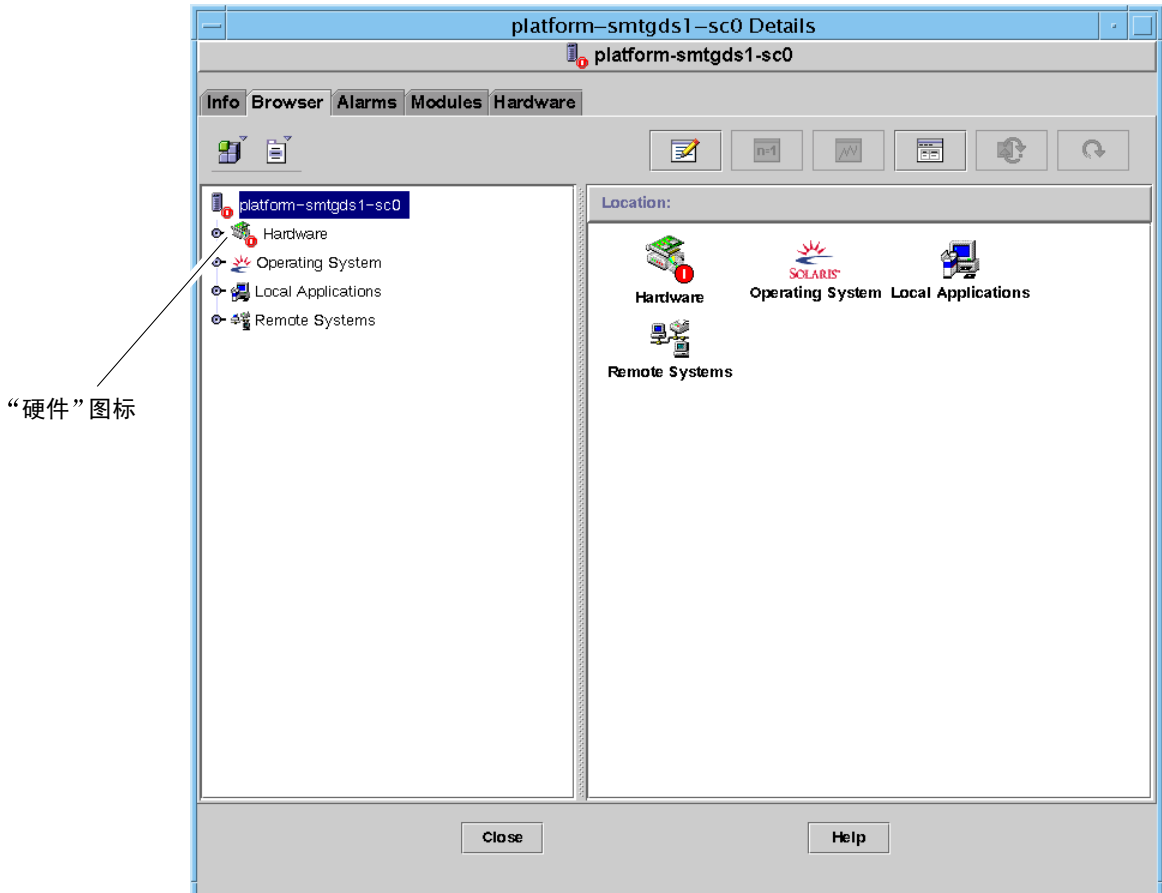 platform-smtgds1-sc0 Details
platform-smtgds1-sc0
Info Browser Alarms Modules Hardware
n=1
platform-smtgds1-sc0
Hardware
Operating System
Local Applications
Remote Systems
Location:
Hardware
SOLARIS
Operating System
Local Applications
Remote Systems
“硬件”图标
Close
Help